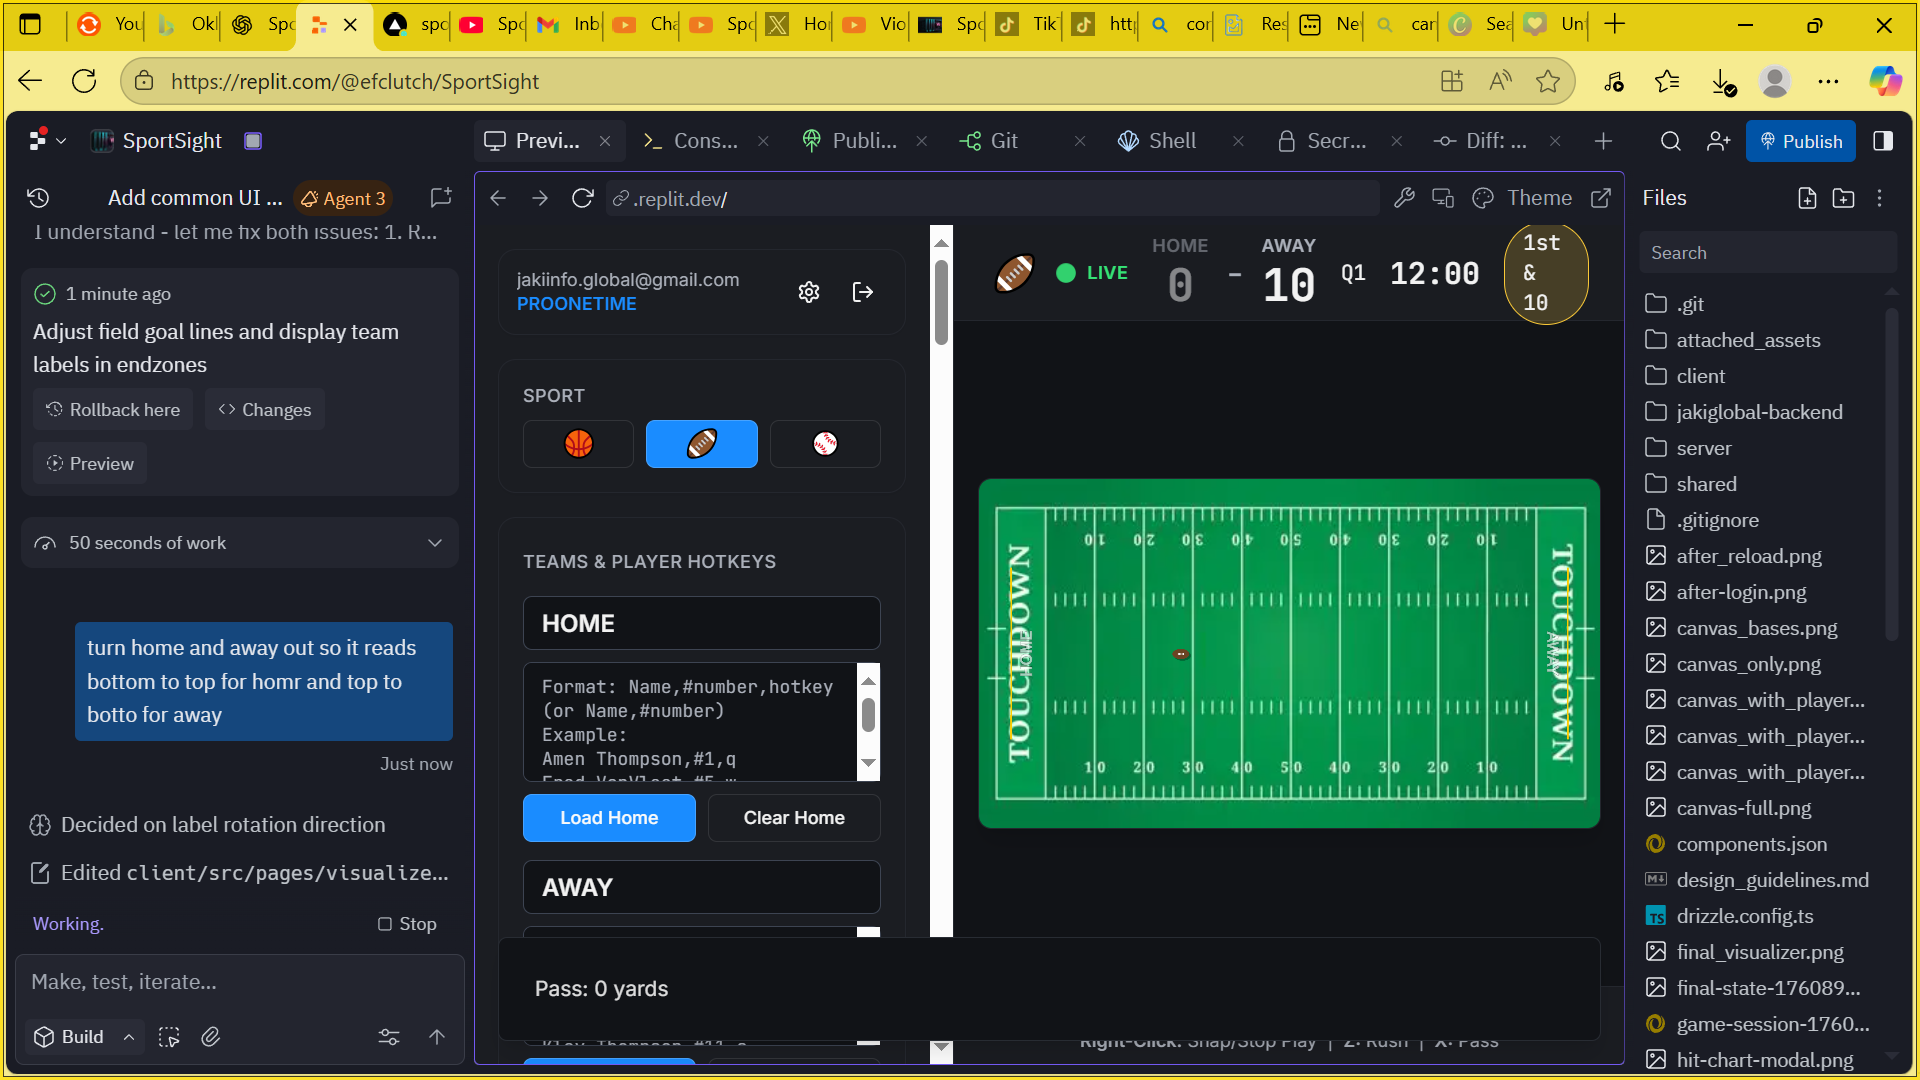 You
Ok
Spo
spo
Spo
Inb
Cha
Spo
Ho
Vio
Spo
Tik
http
cor
Res
Ne
car
Sea
Un
https://replit.com/@efclutch/SportSight
SportSight
Previ...
Cons...
Publi...
Git
Shell
Secr...
Diff: ...
Publish
Add common UI ...
Agent 3
I understand - let me fix both issues: 1. R...
1 minute ago
Adjust field goal lines and display team
labels in endzones
Rollback here
Changes
Preview
50 seconds of work
turn home and away out so it reads
bottom to top for homr and top to
botto for away
Just now
Decided on label rotation direction
Edited client/src/pages/visualize...
Working.
Stop
Make, test, iterate...
Build
.replit.dev/
Theme
jakiinfo.global@gmail.com
PROONETIME
SPORT
TEAMS & PLAYER HOTKEYS
HOME
Format: Name,#number,hotkey
(or Name,#number)
Example:
Amen Thompson,#1,q
Fred VanVleet,#5,w
Load Home
Clear Home
AWAY
Klay Thompson,#11,
Pass: 0 yards
LIVE
HOME
0
-
AWAY
10
Q1
12:00
1st
&
10
10 20 30 40 50 40 30 20 10
TOUCHDOWN
HOME
AWAY
TOUCHDOWN
10 20 30 40 50 40 30 20 10
Right-Click: Snap/Stop Play | Z: Rush | X: Pass
Files
Search
.git
attached_assets
client
jakiglobal-backend
server
shared
.gitignore
after_reload.png
after-login.png
canvas_bases.png
canvas_only.png
canvas_with_player...
canvas_with_player...
canvas_with_player...
canvas-full.png
components.json
design_guidelines.md
TS
drizzle.config.ts
final_visualizer.png
final-state-176089...
game-session-1760...
hit-chart-modal.png